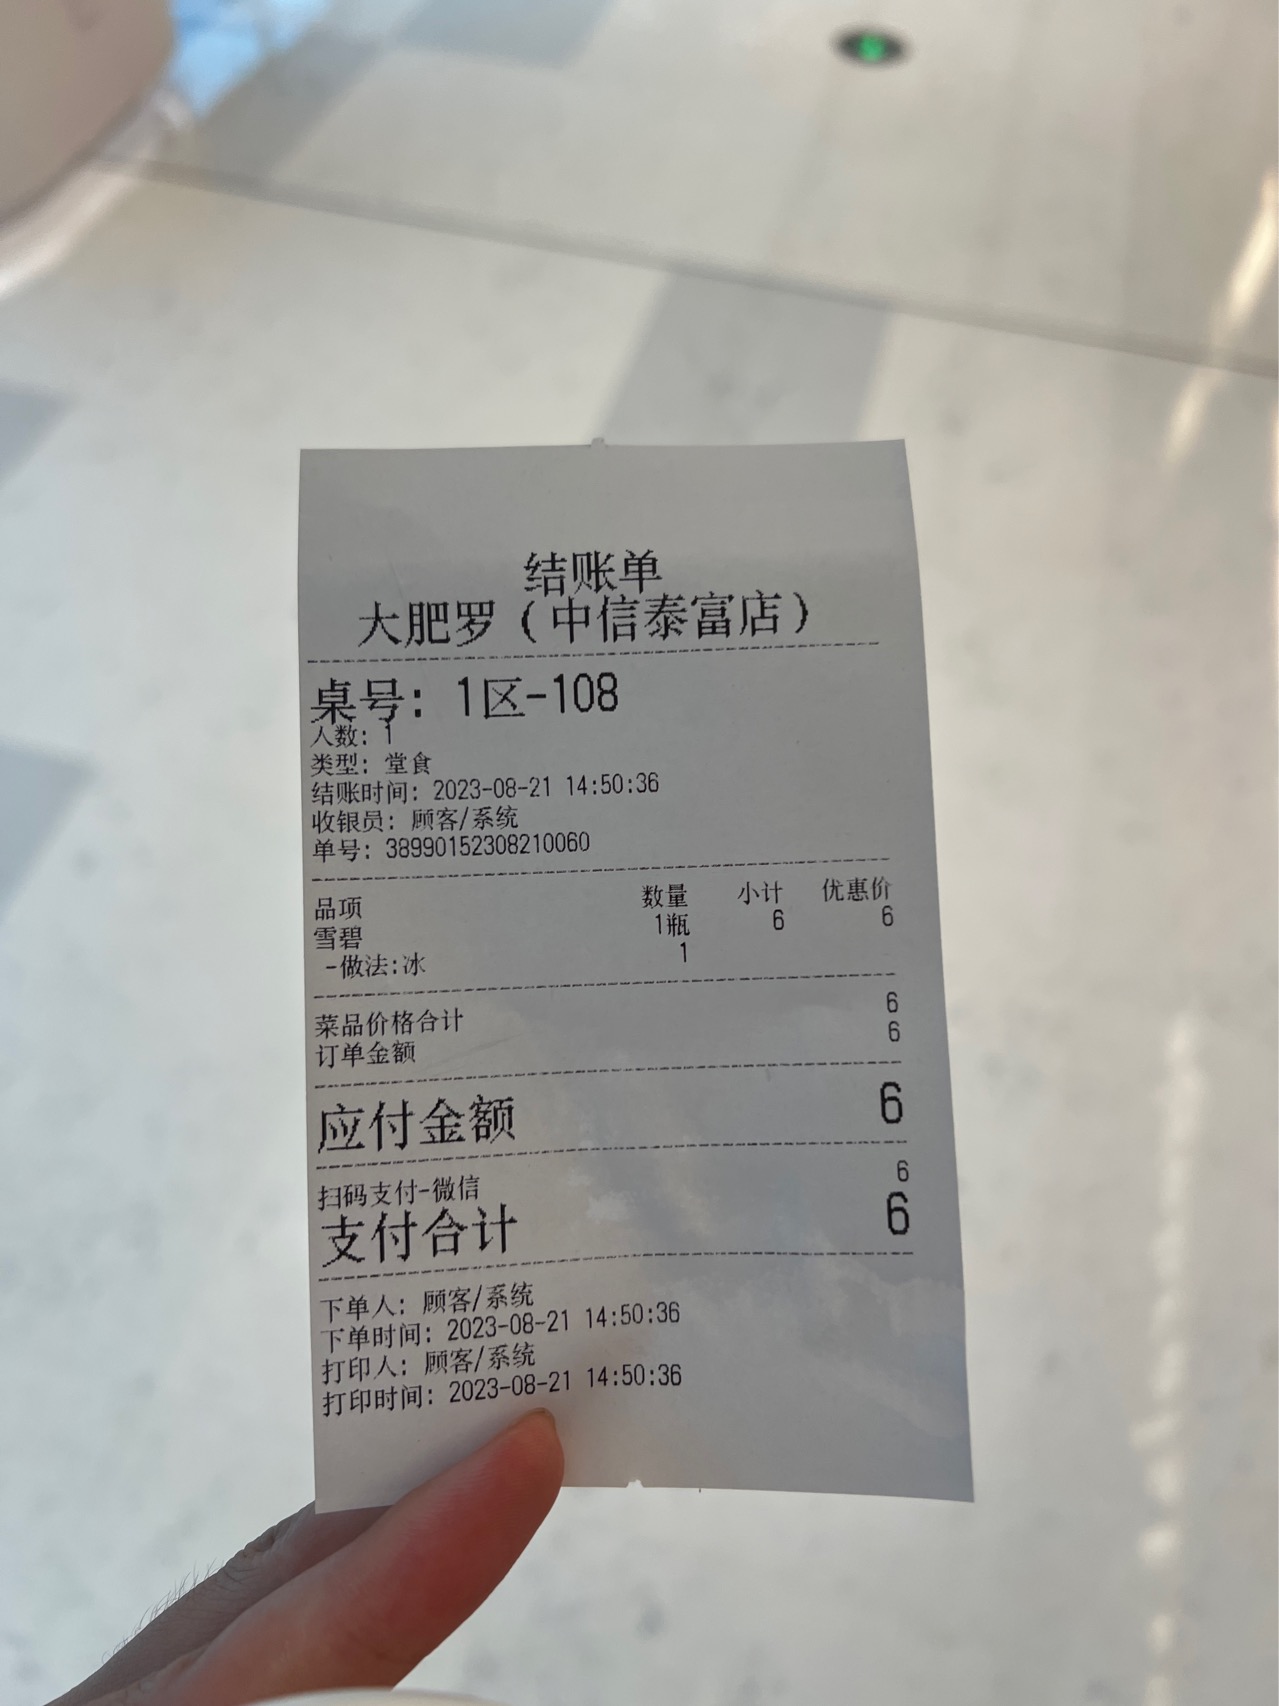 结账单
大肥罗（中信泰富店）
桌号: 1区-108
人数: 1
类型: 堂食
结账时间: 2023-08-21 14:50:36
收银员: 顾客/系统
单号: 38990152308210060
品项 数量 小计 优惠价
雪碧 1瓶 6 6
-做法:冰 1
菜品价格合计 6
订单金额 6
应付金额 6
扫码支付-微信 6
支付合计 6
下单人: 顾客/系统
下单时间: 2023-08-21 14:50:36
打印人: 顾客/系统
打印时间: 2023-08-21 14:50:36